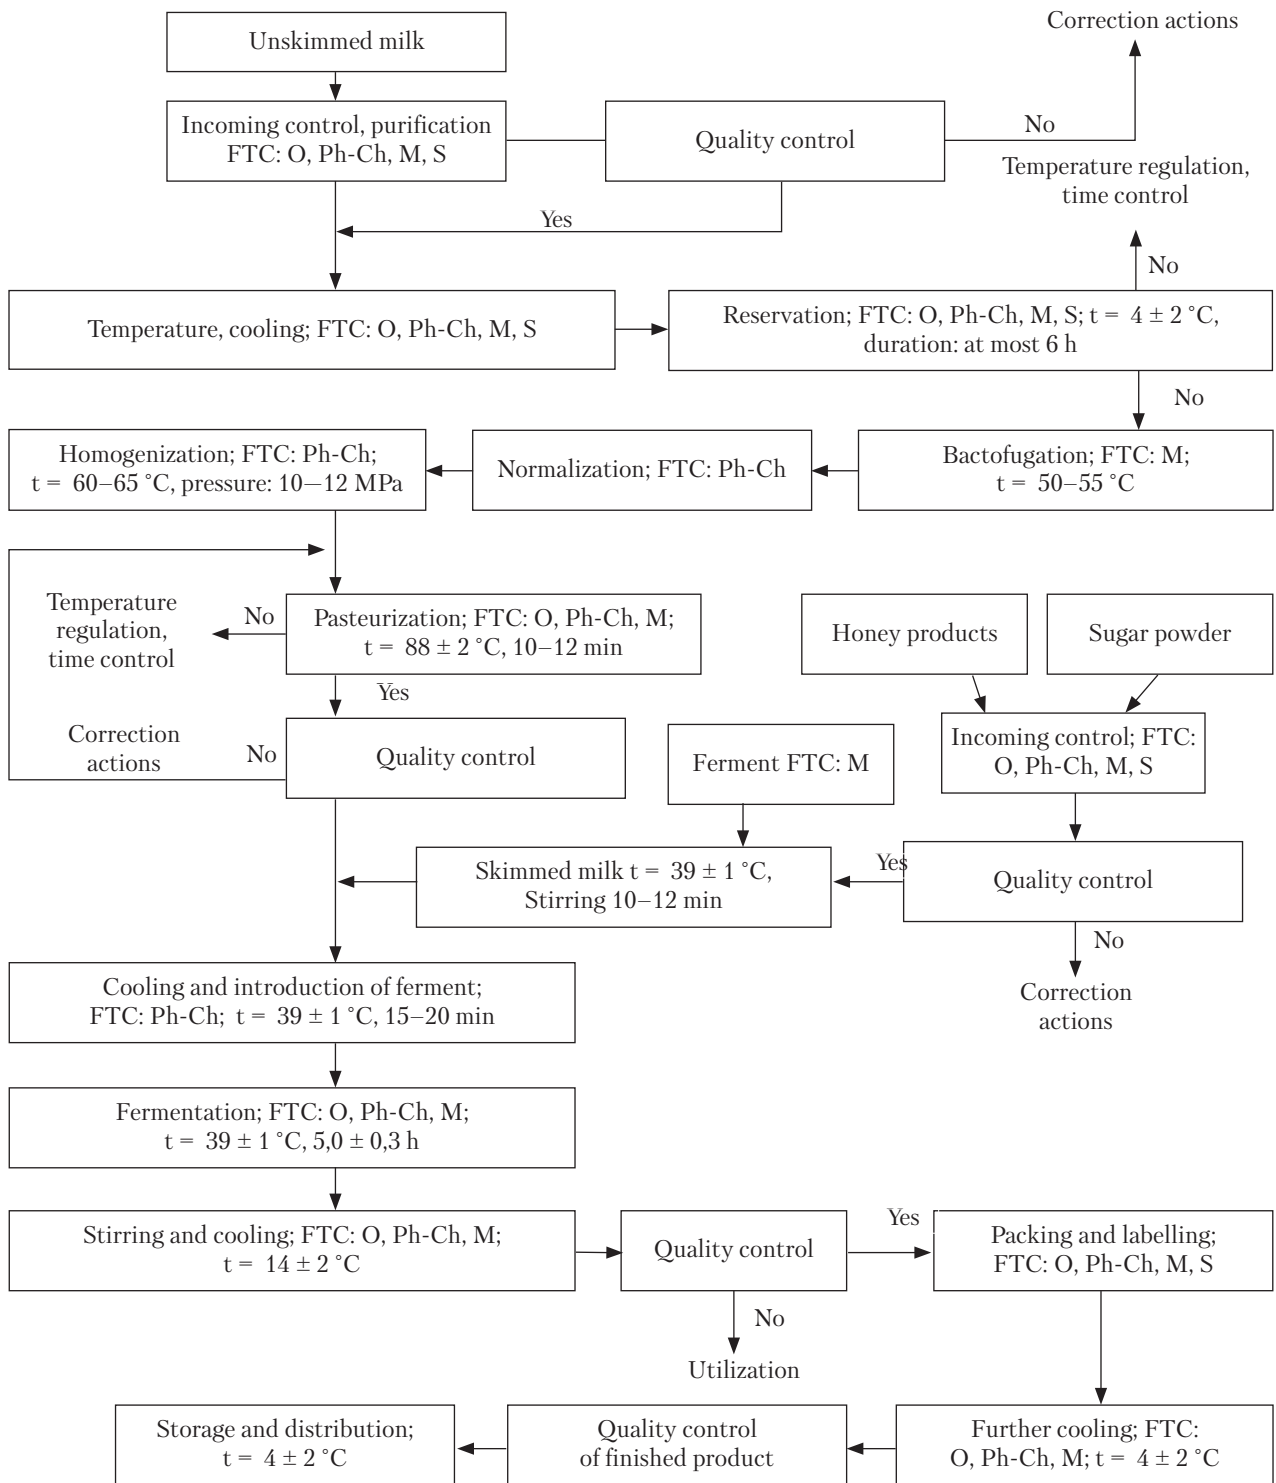 Unskimmed milk
Correction actions
Incoming control, purification
FTC: O, Ph-Ch, M, S
Quality control
No
Temperature regulation,
time control
Yes
No
Temperature, cooling; FTC: O, Ph-Ch, M, S
Reservation; FTC: O, Ph-Ch, M, S; t = 4 ± 2 °C,
duration: at most 6 h
No
Homogenization; FTC: Ph-Ch;
t = 60–65 °C, pressure: 10–12 MPa
Normalization; FTC: Ph-Ch
Bactofugation; FTC: M;
t = 50–55 °C
Temperature
regulation,
time control
No
Pasteurization; FTC: O, Ph-Ch, M;
t = 88 ± 2 °C, 10–12 min
Honey products
Sugar powder
Yes
Correction
actions
No
Quality control
Ferment FTC: M
Incoming control; FTC:
O, Ph-Ch, M, S
Skimmed milk t = 39 ± 1 °C,
Stirring 10–12 min
Yes
Quality control
No
Correction
actions
Cooling and introduction of ferment;
FTC: Ph-Ch; t = 39 ± 1 °C, 15–20 min
Fermentation; FTC: O, Ph-Ch, M;
t = 39 ± 1 °C, 5,0 ± 0,3 h
Stirring and cooling; FTC: O, Ph-Ch, M;
t = 14 ± 2 °C
Quality control
Yes
Packing and labelling;
FTC: O, Ph-Ch, M, S
No
Utilization
Storage and distribution;
t = 4 ± 2 °C
Quality control
of finished product
Further cooling; FTC:
O, Ph-Ch, M; t = 4 ± 2 °C